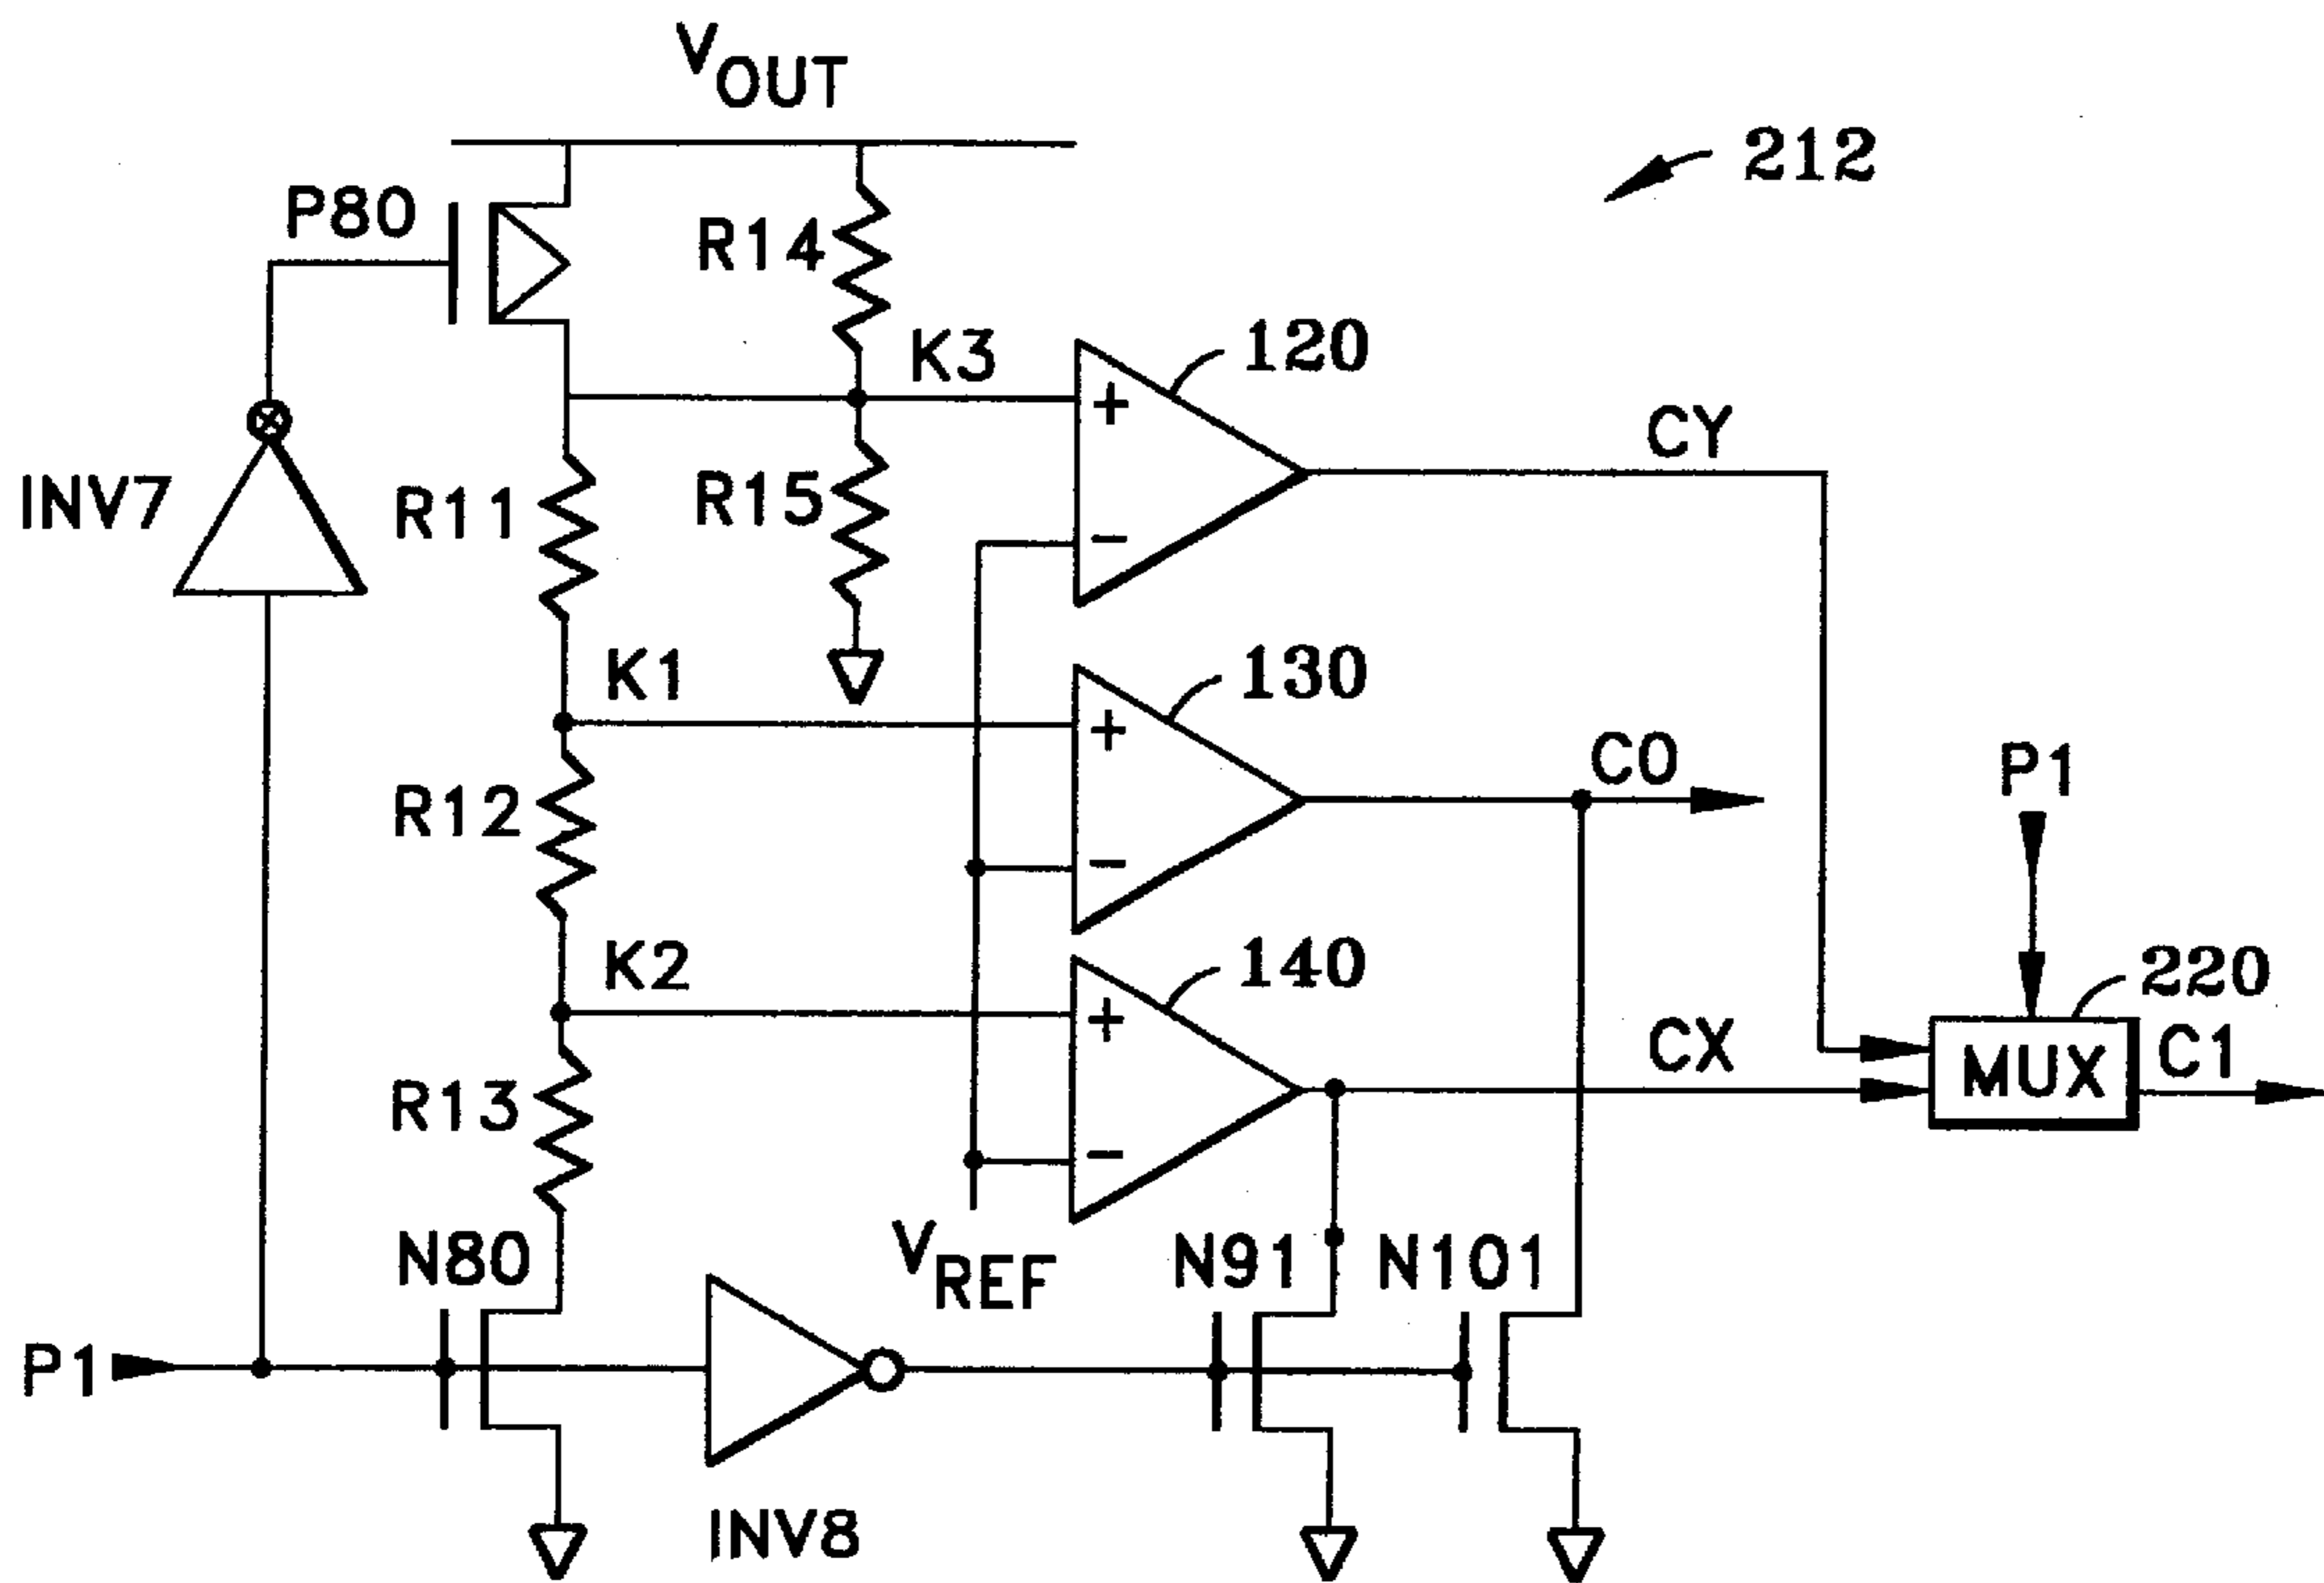 VOUT
212
P80
R14
K3
120
CY
INV7
R11
R15
+
−
K1
130
C0
P1
R12
+
−
K2
140
220
CX
MUX
C1
R13
+
−
VREF
N80
N91
N101
P1
INV8